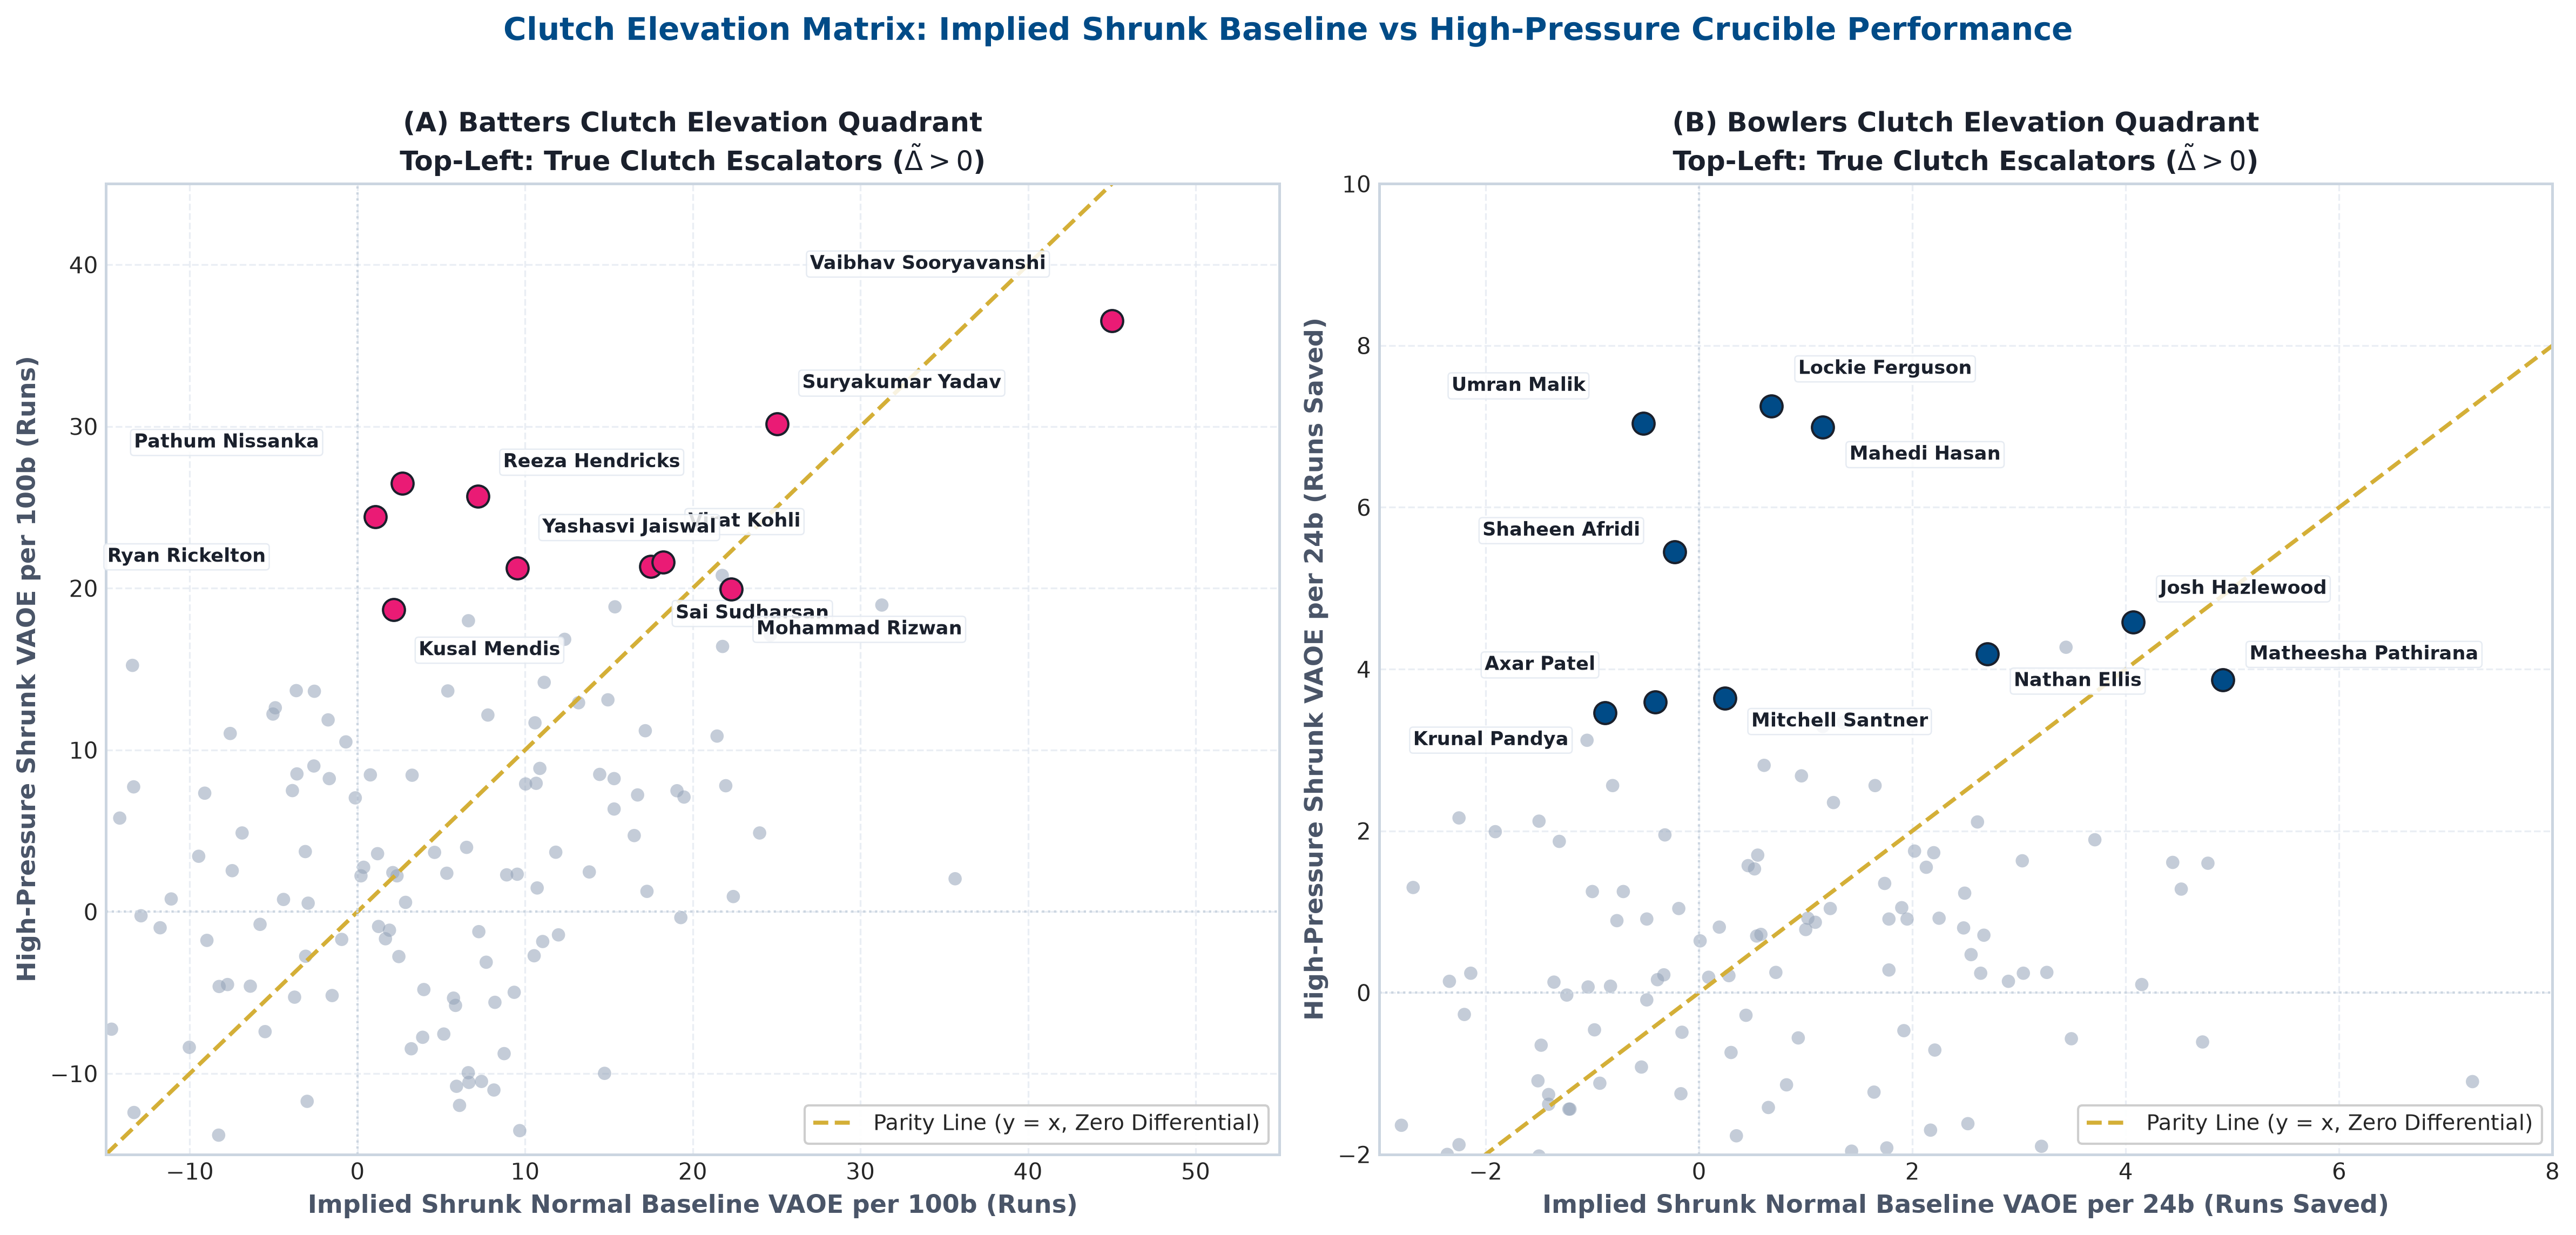 Clutch Elevation Matrix: Implied Shrunk Baseline vs High-Pressure Crucible Performance
(A) Batters Clutch Elevation Quadrant
Top-Left: True Clutch Escalators (Δ̃ > 0)
High-Pressure Shrunk VAOE per 100b (Runs)
40
30
20
10
0
−10
Vaibhav Sooryavanshi
Suryakumar Yadav
Pathum Nissanka
Reeza Hendricks
Yashasvi Jaiswal
Virat Kohli
Ryan Rickelton
Sai Sudharsan
Mohammad Rizwan
Kusal Mendis
Parity Line (y = x, Zero Differential)
−10
0
10
20
30
40
50
Implied Shrunk Normal Baseline VAOE per 100b (Runs)
(B) Bowlers Clutch Elevation Quadrant
Top-Left: True Clutch Escalators (Δ̃ > 0)
High-Pressure Shrunk VAOE per 24b (Runs Saved)
10
8
6
4
2
0
−2
Lockie Ferguson
Umran Malik
Mahedi Hasan
Shaheen Afridi
Josh Hazlewood
Axar Patel
Matheesha Pathirana
Nathan Ellis
Mitchell Santner
Krunal Pandya
Parity Line (y = x, Zero Differential)
−2
0
2
4
6
8
Implied Shrunk Normal Baseline VAOE per 24b (Runs Saved)